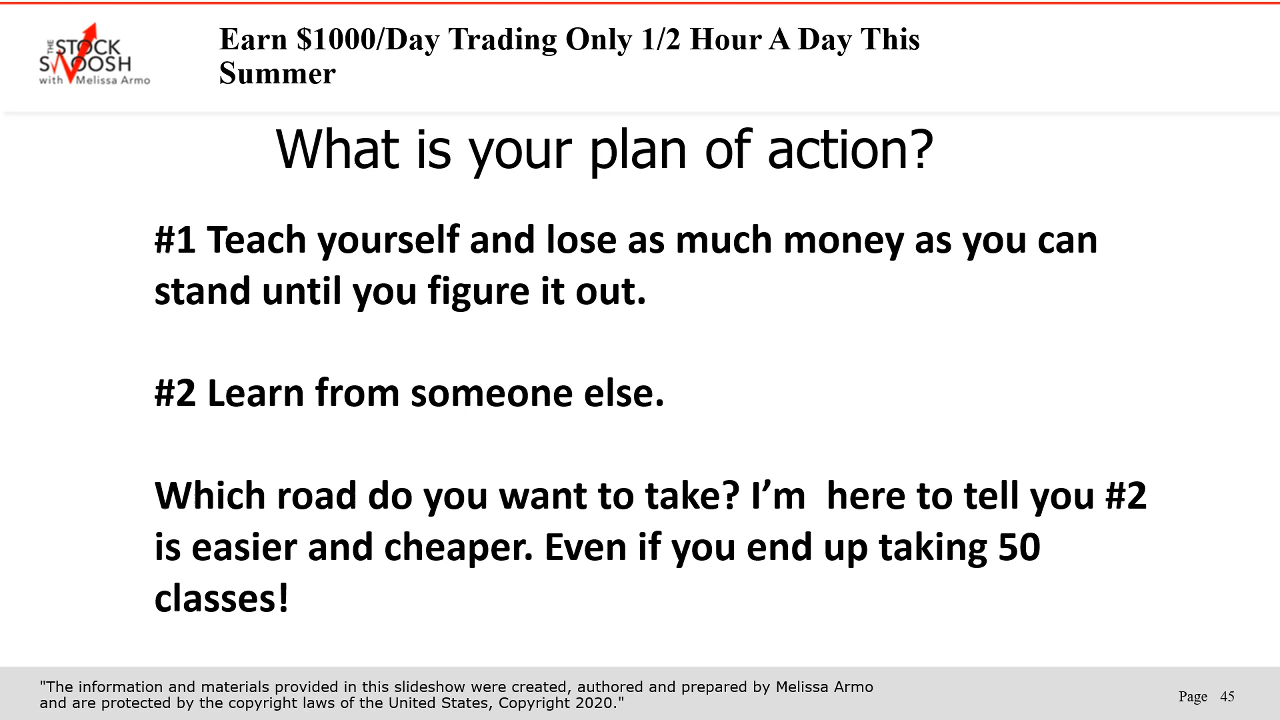 THE
STOCK
SWOOSH
with Melissa Armo
Earn $1000/Day Trading Only 1/2 Hour A Day This
Summer
What is your plan of action?
#1 Teach yourself and lose as much money as you can
stand until you figure it out.
#2 Learn from someone else.
Which road do you want to take? I’m  here to tell you #2
is easier and cheaper. Even if you end up taking 50
classes!
"The information and materials provided in this slideshow were created, authored and prepared by Melissa Armo
and are protected by the copyright laws of the United States, Copyright 2020."
Page 45